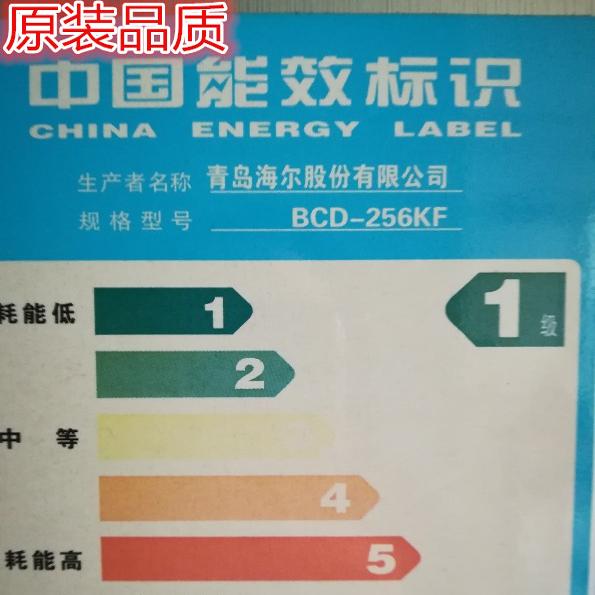 原装品质
中国能效标识
CHINA ENERGY LABEL
生产者名称 青岛海尔股份有限公司
规格型号 BCD-256KF
耗能低 1 1级
2
中等
4
耗能高 5